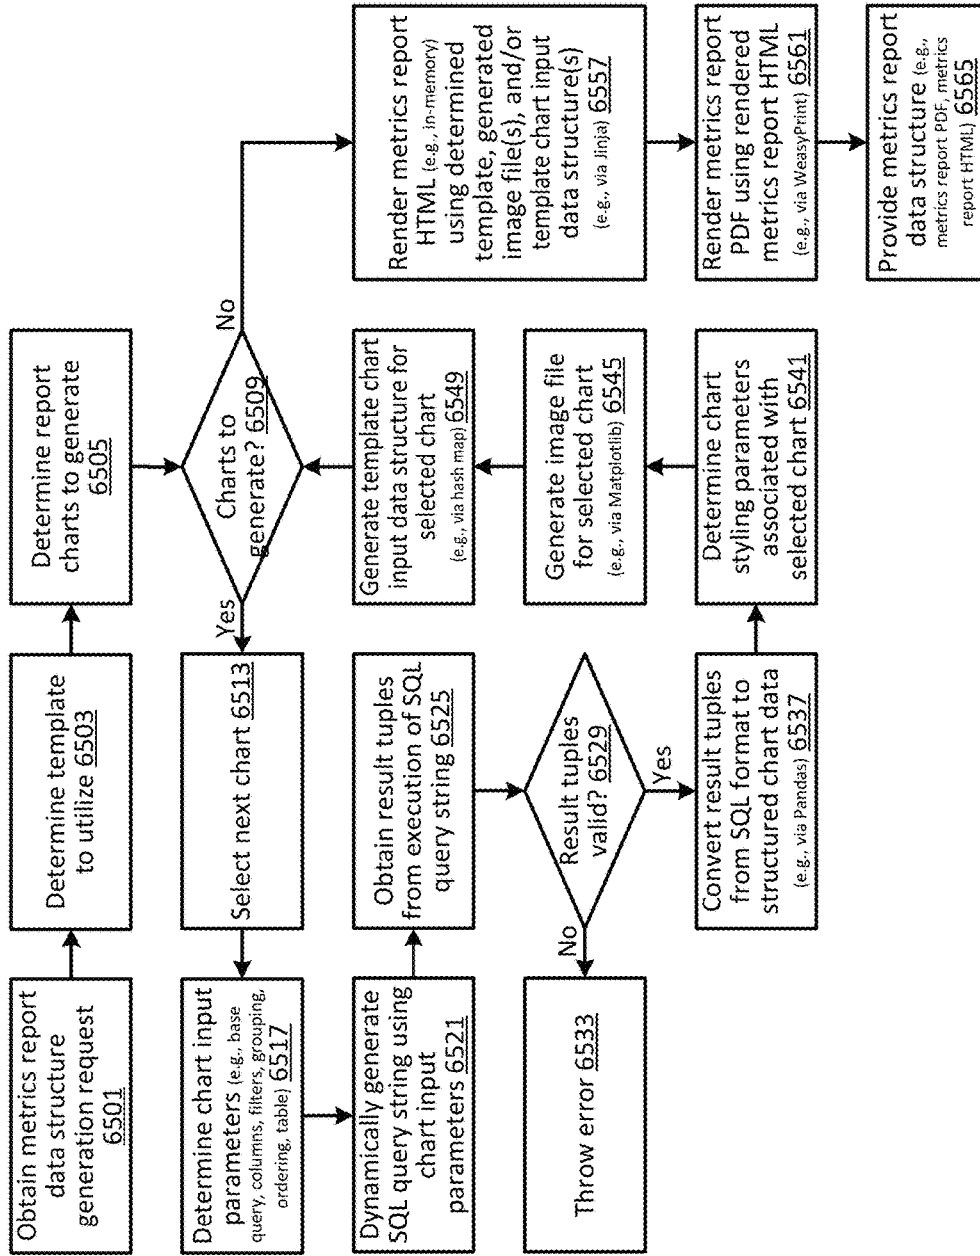 Obtain metrics report
data structure
generation request
6501
Determine template
to utilize 6503
Determine report
charts to generate
6505
Charts to
generate? 6509
Yes
No
Select next chart 6513
Determine chart input
parameters (e.g., base
query, columns, filters, grouping,
ordering, table) 6517
Dynamically generate
SQL query string using
chart input
parameters 6521
Obtain result tuples
from execution of SQL
query string 6525
Result tuples
valid? 6529
No
Yes
Throw error 6533
Convert result tuples
from SQL format to
structured chart data
(e.g., via Pandas) 6537
Determine chart
styling parameters
associated with
selected chart 6541
Generate image file
for selected chart
(e.g., via Matplotlib) 6545
Generate template chart
input data structure for
selected chart
(e.g., via hash map) 6549
Render metrics report
HTML (e.g., in-memory)
using determined
template, generated
image file(s), and/or
template chart input
data structure(s)
(e.g., via Jinja) 6557
Render metrics report
PDF using rendered
metrics report HTML
(e.g., via WeasyPrint) 6561
Provide metrics report
data structure (e.g.,
metrics report PDF, metrics
report HTML) 6565